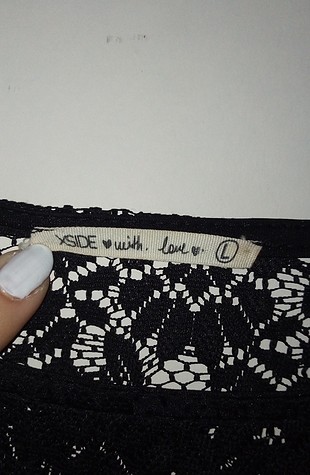 XSIDE ♥ with. love ♥. L